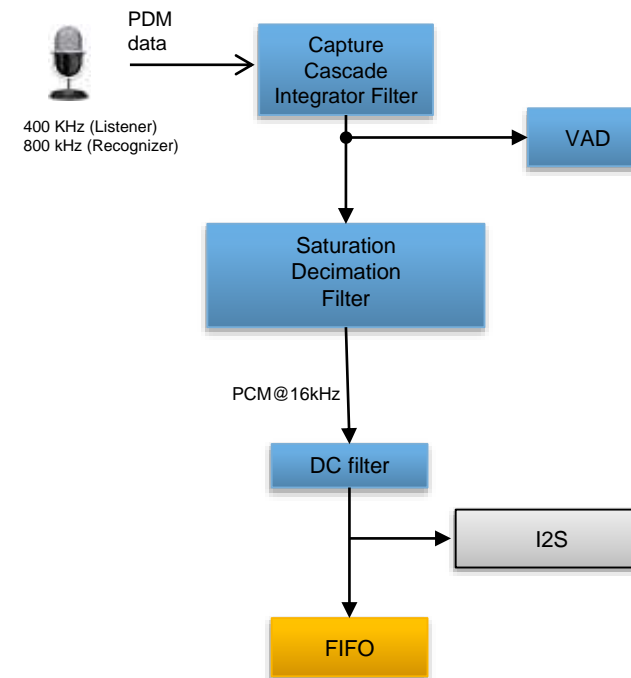 PDM
data
400 KHz (Listener)
800 kHz (Recognizer)
Capture
Cascade
Integrator Filter
VAD
Saturation
Decimation
Filter
PCM@16kHz
DC filter
I2S
FIFO